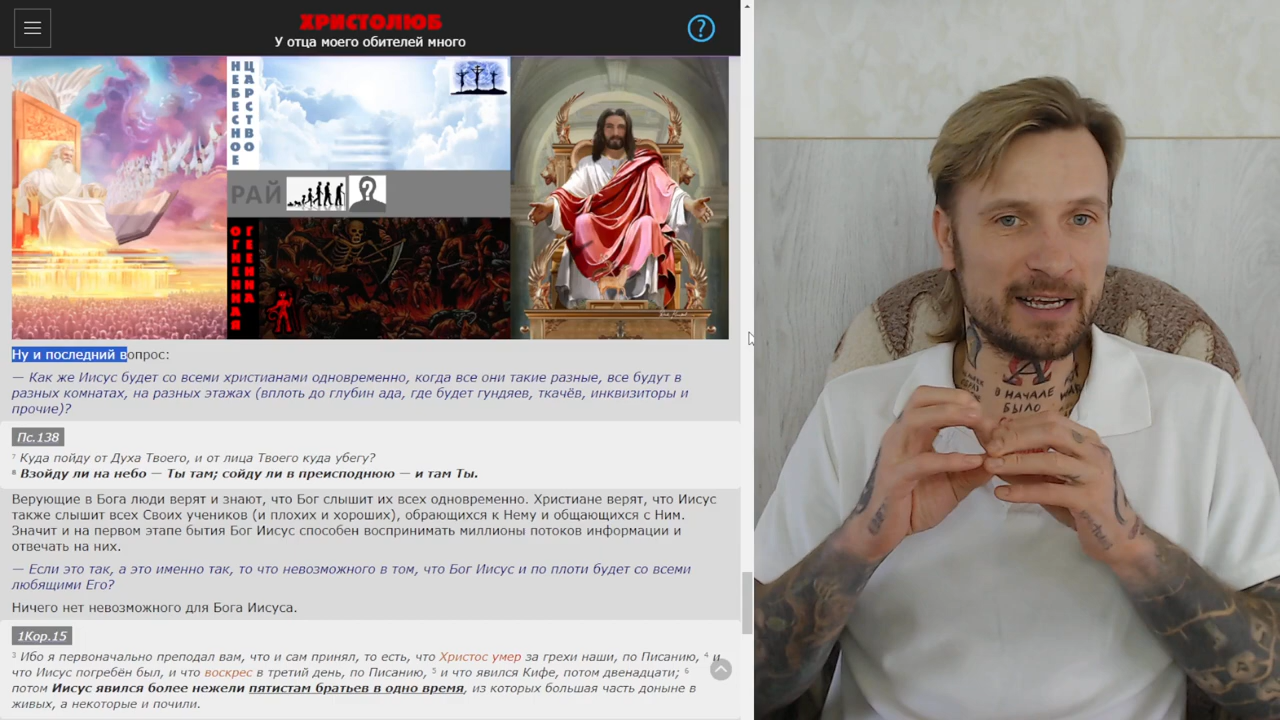 ХРИСТОЛЮБ
У отца моего обителей много
?
НЕБЕСНОЕ
ЦАРСТВО
РАЙ
ОГНЕННАЯ
ГЕЕННА
Ну и последний вопрос:
— Как же Иисус будет со всеми христианами одновременно, когда все они такие разные, все будут в
разных комнатах, на разных этажах (вплоть до глубин ада, где будет гундяев, ткачёв, инквизиторы и
прочие)?
Пс.138
7 Куда пойду от Духа Твоего, и от лица Твоего куда убегу?
8 Взойду ли на небо — Ты там; сойду ли в преисподнюю — и там Ты.
Верующие в Бога люди верят и знают, что Бог слышит их всех одновременно. Христиане верят, что Иисус
также слышит всех Своих учеников (и плохих и хороших), обрающихся к Нему и общающихся с Ним.
Значит и на первом этапе бытия Бог Иисус способен воспринимать миллионы потоков информации и
отвечать на них.
— Если это так, а это именно так, то что невозможного в том, что Бог Иисус и по плоти будет со всеми
любящими Его?
Ничего нет невозможного для Бога Иисуса.
1Кор.15
3 Ибо я первоначально преподал вам, что и сам принял, то есть, что Христос умер за грехи наши, по Писанию, 4 и
что Иисус погребён был, и что воскрес в третий день, по Писанию, 5 и что явился Кифе, потом двенадцати; 6
потом Иисус явился более нежели пятистам братьев в одно время, из которых большая часть доныне в
живых, а некоторые и почили.
В НАЧАЛЕ
БЫЛО